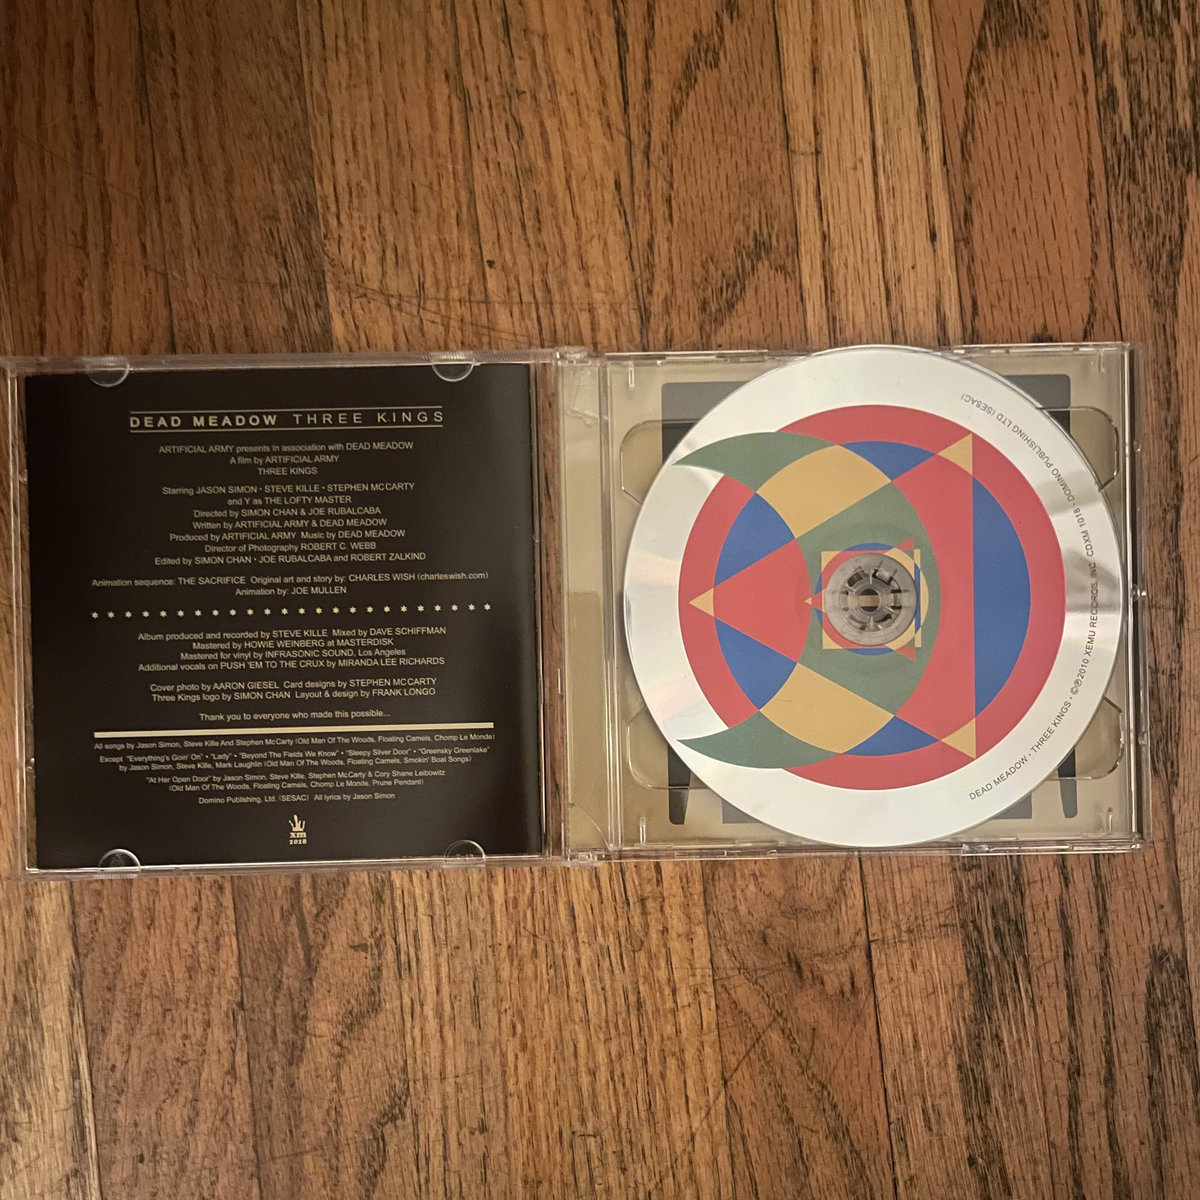 DEAD MEADOW THREE KINGS
ARTIFICIAL ARMY presents in association with DEAD MEADOW
A film by ARTIFICIAL ARMY
THREE KINGS
Starring JASON SIMON • STEVE KILLE • STEPHEN McCARTY
and Y as THE LOFTY MASTER
Directed by SIMON CHAN & JOE RUBALCABA
Written by ARTIFICIAL ARMY & DEAD MEADOW
Produced by ARTIFICIAL ARMY Music by DEAD MEADOW
Director of Photography ROBERT C. WEBB
Edited by SIMON CHAN • JOE RUBALCABA and ROBERT ZALKIND
Animation sequence: THE SACRIFICE Original art and story by: CHARLES WISH (charleswish.com)
Animation by: JOE MULLEN
Album produced and recorded by STEVE KILLE Mixed by DAVE SCHIFFMAN
Mastered by HOWIE WEINBERG at MASTERDISK
Mastered for vinyl by INFRASONIC SOUND, Los Angeles
Additional vocals on PUSH 'EM TO THE CRUX by MIRANDA LEE RICHARDS
Cover photo by AARON GIESEL Card designs by STEPHEN McCARTY
Three Kings logo by SIMON CHAN Layout & design by FRANK LONGO
Thank you to everyone who made this possible...
All songs by Jason Simon, Steve Kille And Stephen McCarty (Old Man Of The Woods, Floating Camels, Chomp Le Monde)
Except "Everything's Goin' On" • "Lady" • "Beyond The Fields We Know" • "Sleepy Silver Door" • "Greensky Greenlake"
by Jason Simon, Steve Kille, Mark Laughlin (Old Man Of The Woods, Floating Camels, Smokin' Boat Songs)
"At Her Open Door" by Jason Simon, Steve Kille, Stephen McCarty & Cory Shane Leibowitz
(Old Man Of The Woods, Floating Camels, Chomp Le Monde, Prune Pendant)
Domino Publishing, Ltd. (SESAC) All lyrics by Jason Simon
xm
1018
DEAD MEADOW • THREE KINGS • ©℗2010 XEMU RECORDS, INC. CDXM 1018 • DOMINO PUBLISHING LTD (SESAC)